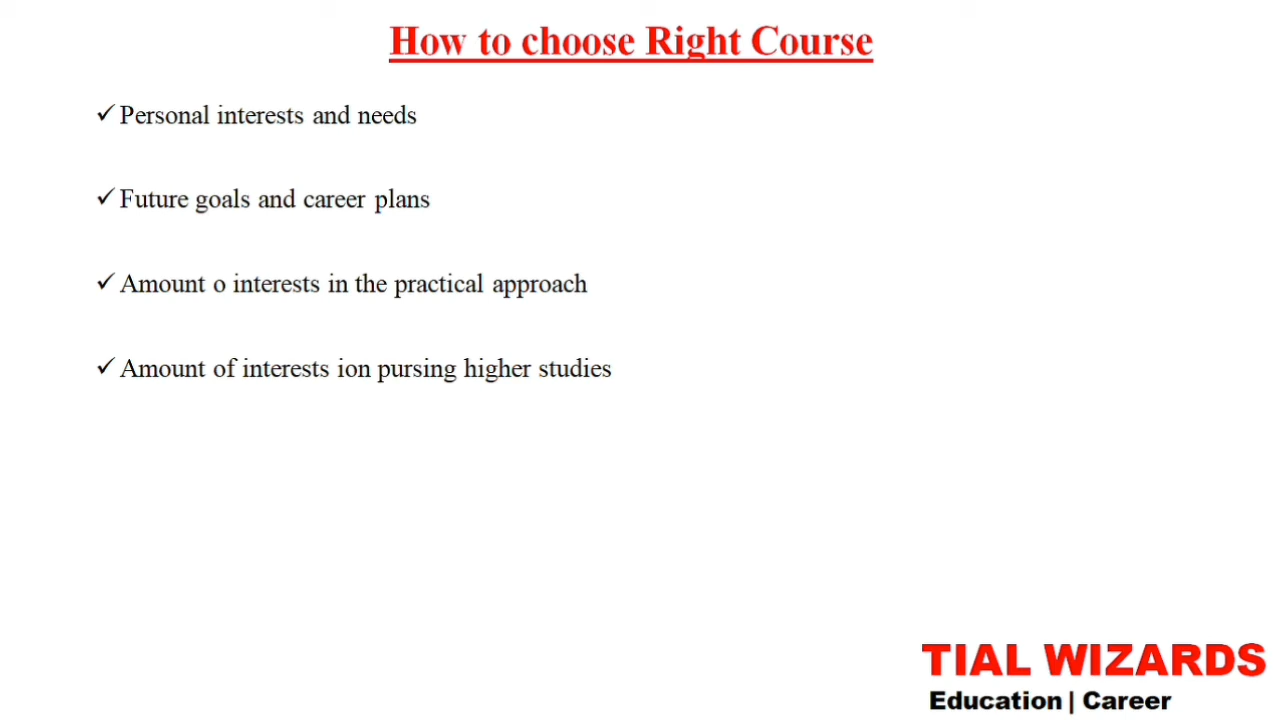 How to choose Right Course
✓ Personal interests and needs
✓ Future goals and career plans
✓ Amount o interests in the practical approach
✓ Amount of interests ion pursing higher studies
TIAL WIZARDS
Education | Career